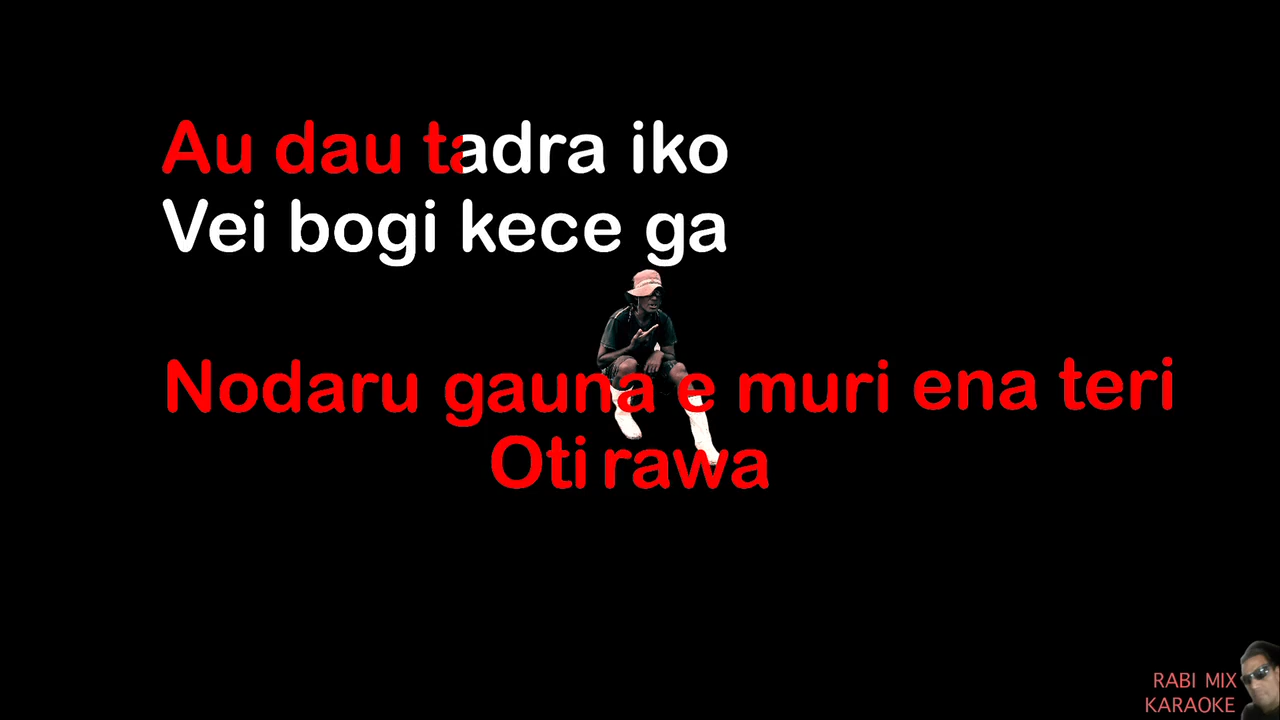 Au dau tadra iko
Vei bogi kece ga
Nodaru gauna e muri ena teri
Oti rawa
RABI MIX
KARAOKE